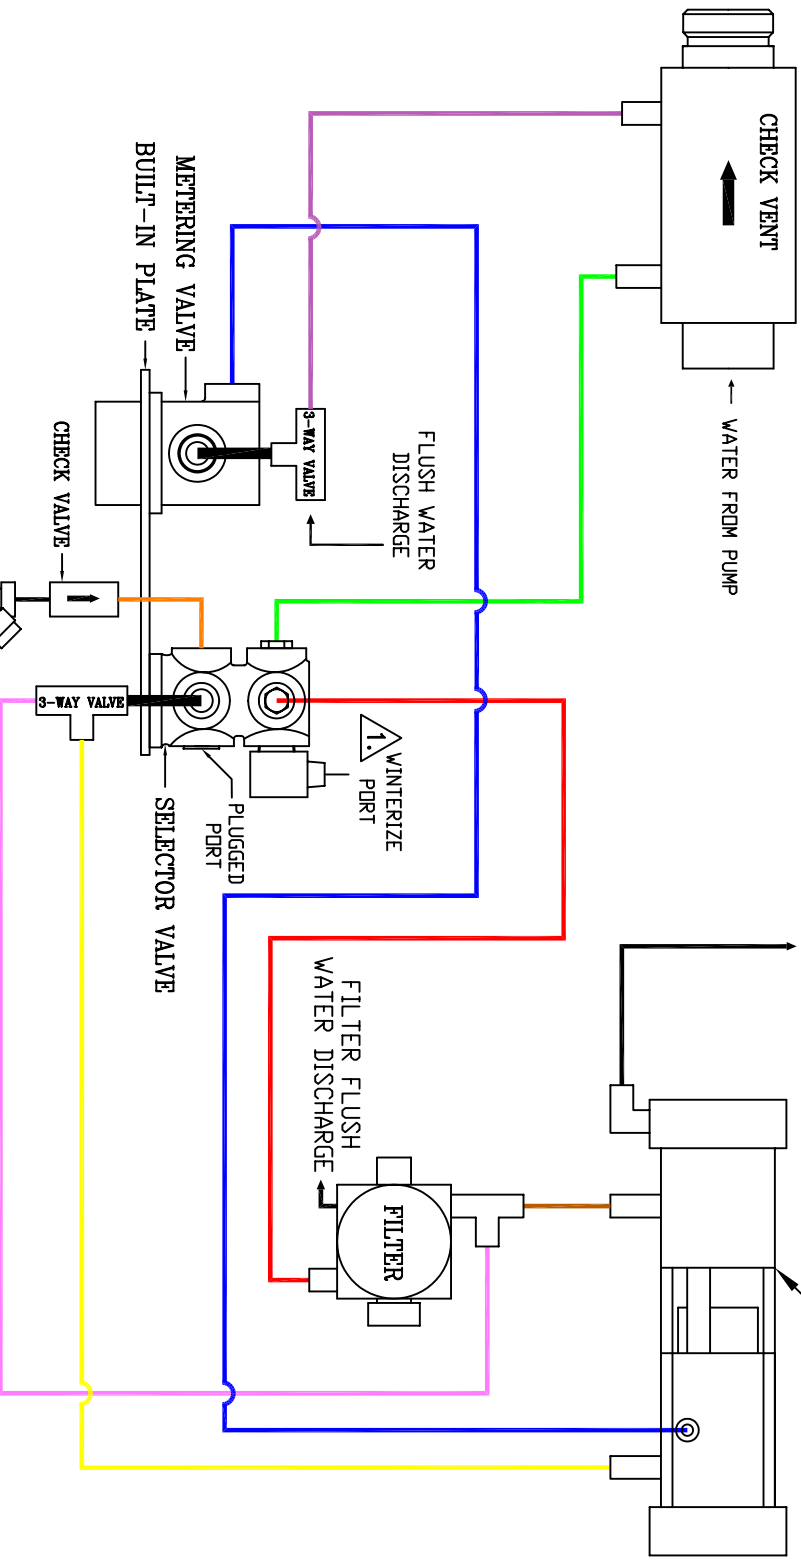 CHECK VENT
WATER FROM PUMP
METERING VALVE
BUILT-IN PLATE
3-WAY VALVE
FLUSH WATER
DISCHARGE
CHECK VALVE
3-WAY VALVE
1.
WINTERIZE
PORT
PLUGGED
PORT
SELECTOR VALVE
FILTER FLUSH
WATER DISCHARGE
FILTER